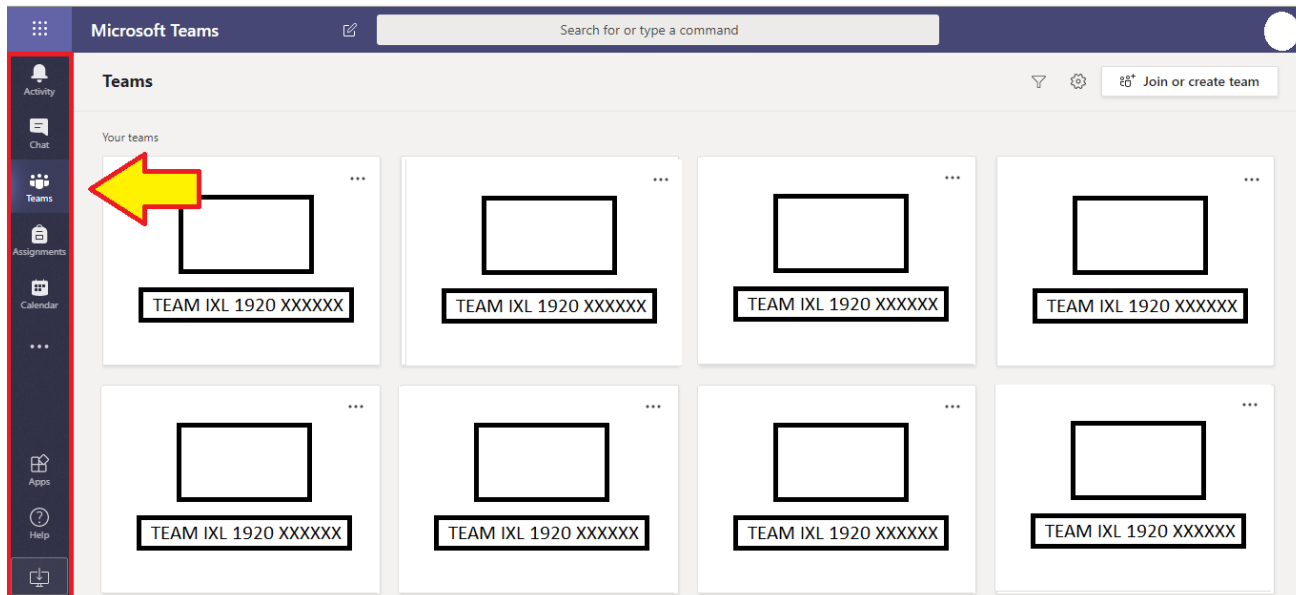 Microsoft Teams
Search for or type a command
Activity
Chat
Teams
Assignments
Calendar
Apps
Help
Teams
Join or create team
Your teams
TEAM IXL 1920 XXXXXX
TEAM IXL 1920 XXXXXX
TEAM IXL 1920 XXXXXX
TEAM IXL 1920 XXXXXX
TEAM IXL 1920 XXXXXX
TEAM IXL 1920 XXXXXX
TEAM IXL 1920 XXXXXX
TEAM IXL 1920 XXXXXX